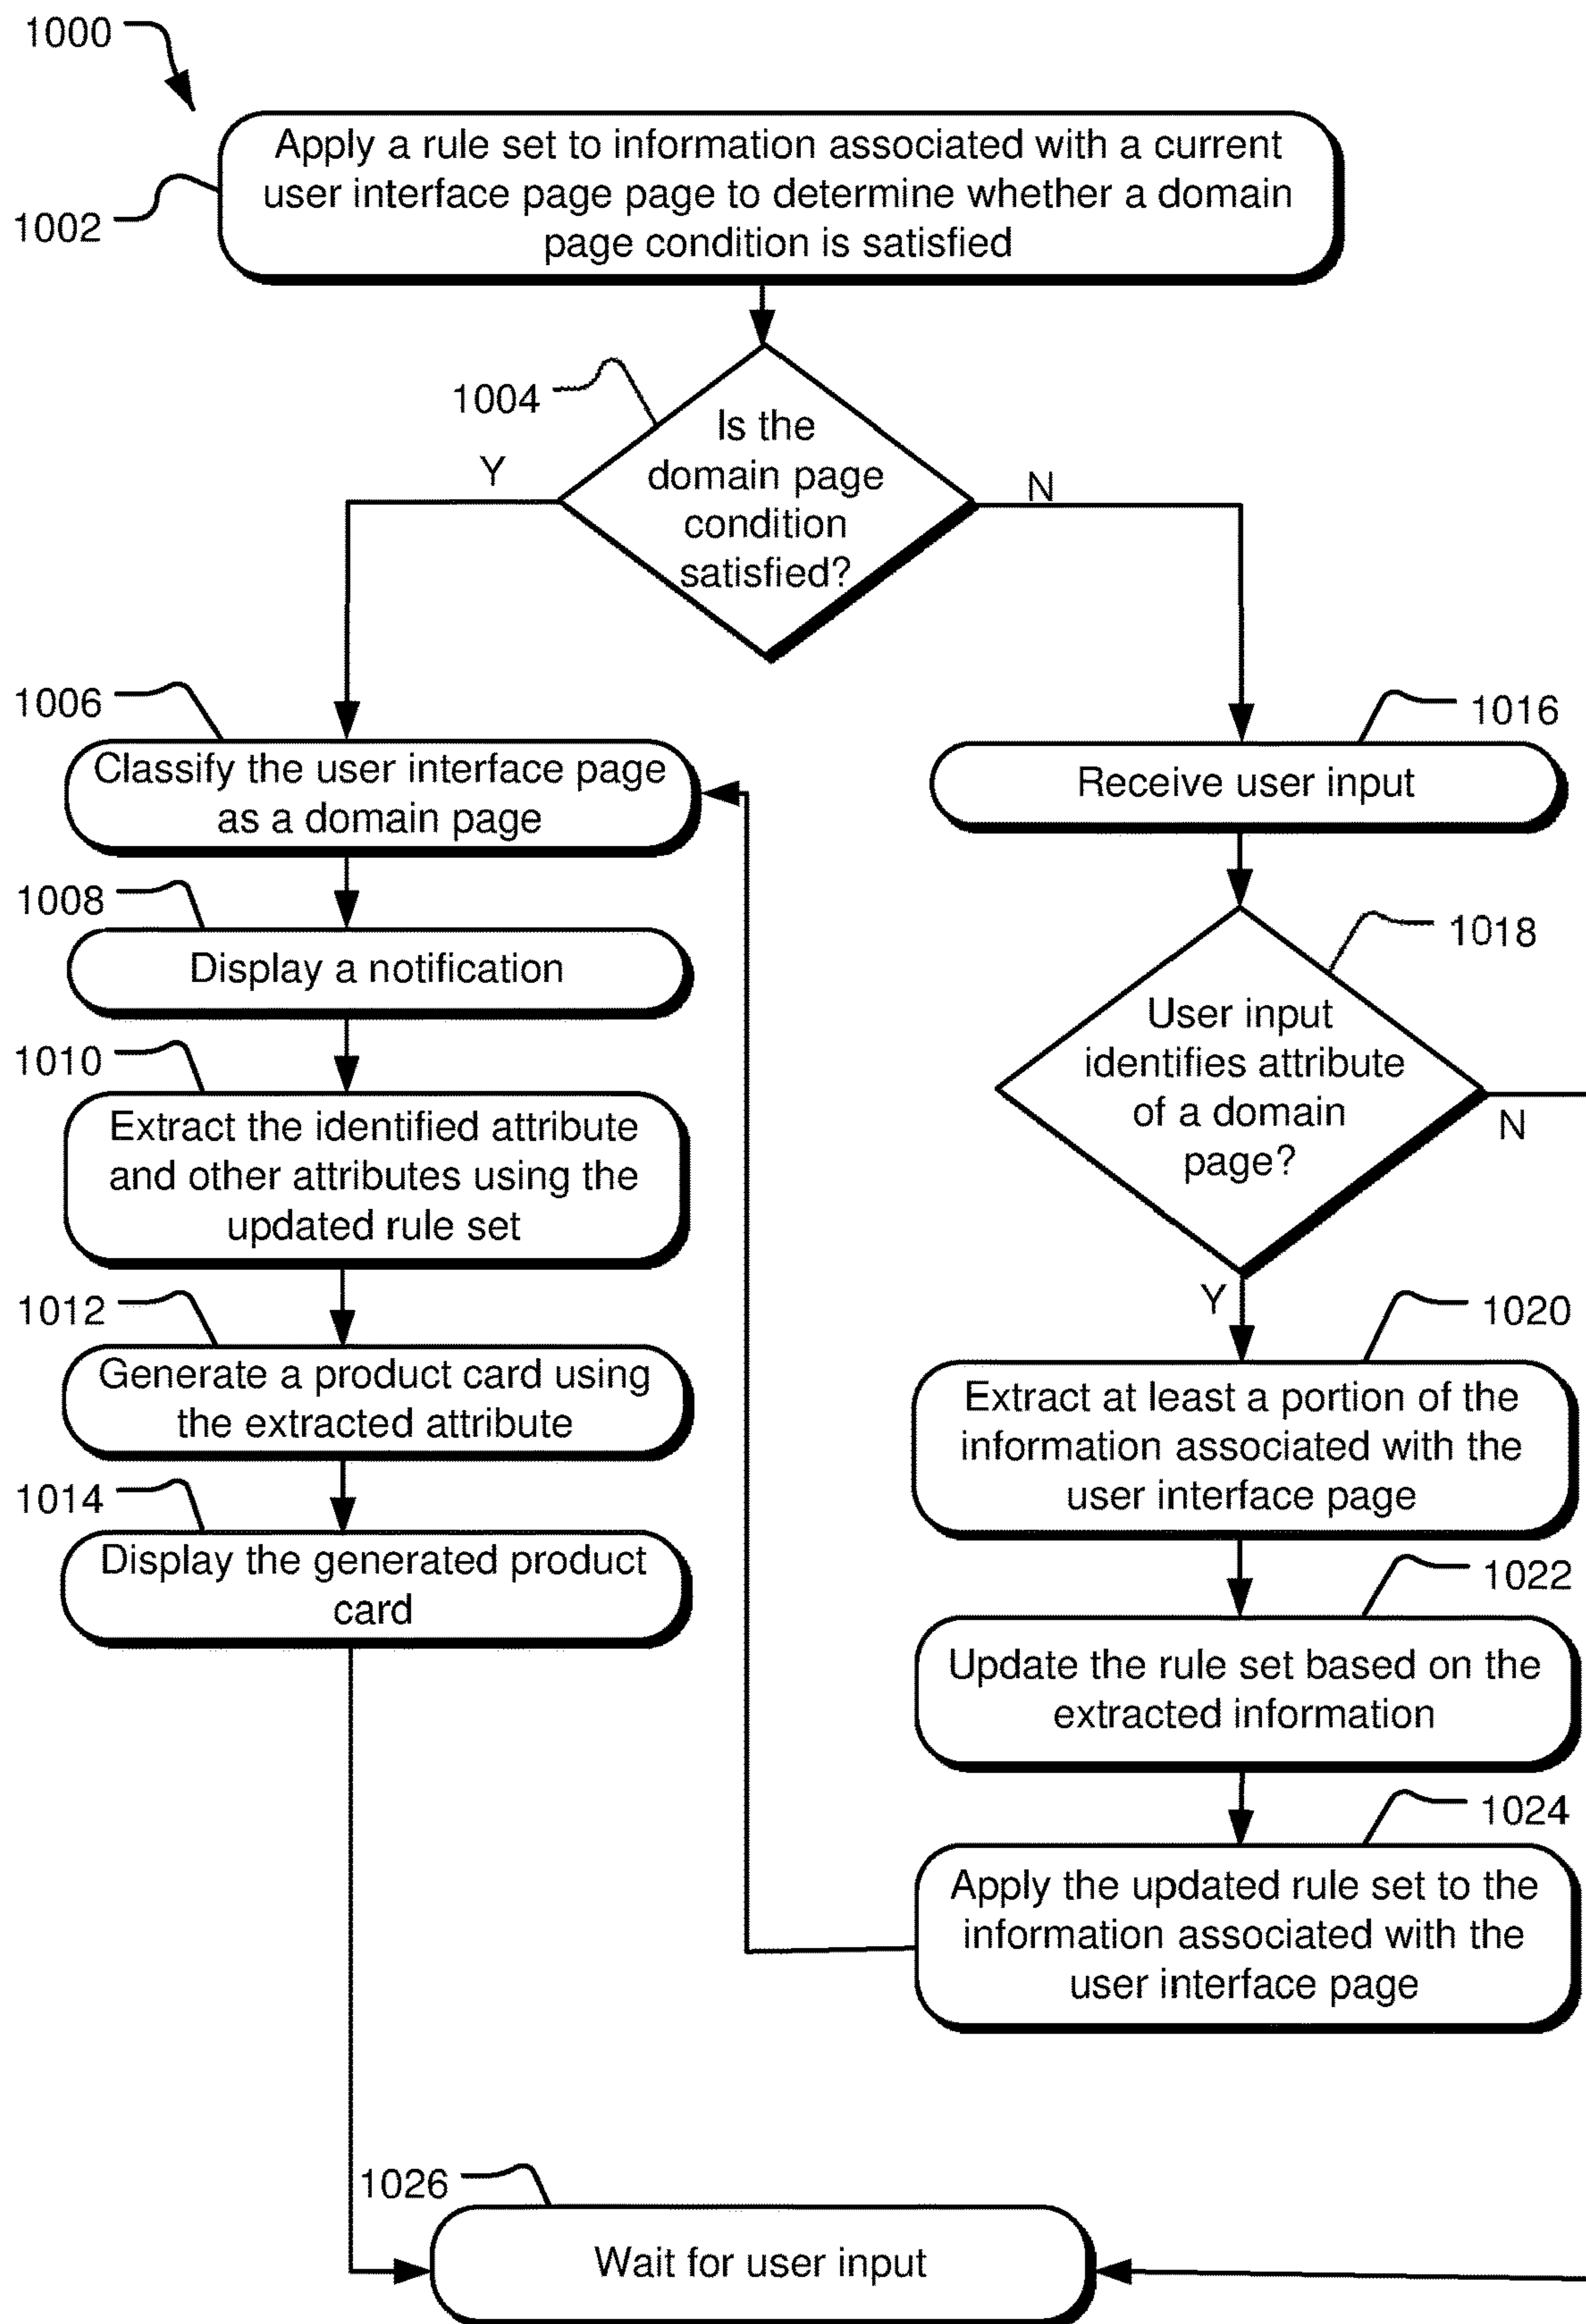 1000
Apply a rule set to information associated with a current
user interface page page to determine whether a domain
page condition is satisfied
1002
1004
Is the
domain page
condition
satisfied?
Y
N
1006
Classify the user interface page
as a domain page
1008
Display a notification
1010
Extract the identified attribute
and other attributes using the
updated rule set
1012
Generate a product card using
the extracted attribute
1014
Display the generated product
card
1016
Receive user input
1018
User input
identifies attribute
of a domain
page?
N
Y
1020
Extract at least a portion of the
information associated with the
user interface page
1022
Update the rule set based on the
extracted information
1024
Apply the updated rule set to the
information associated with the
user interface page
1026
Wait for user input